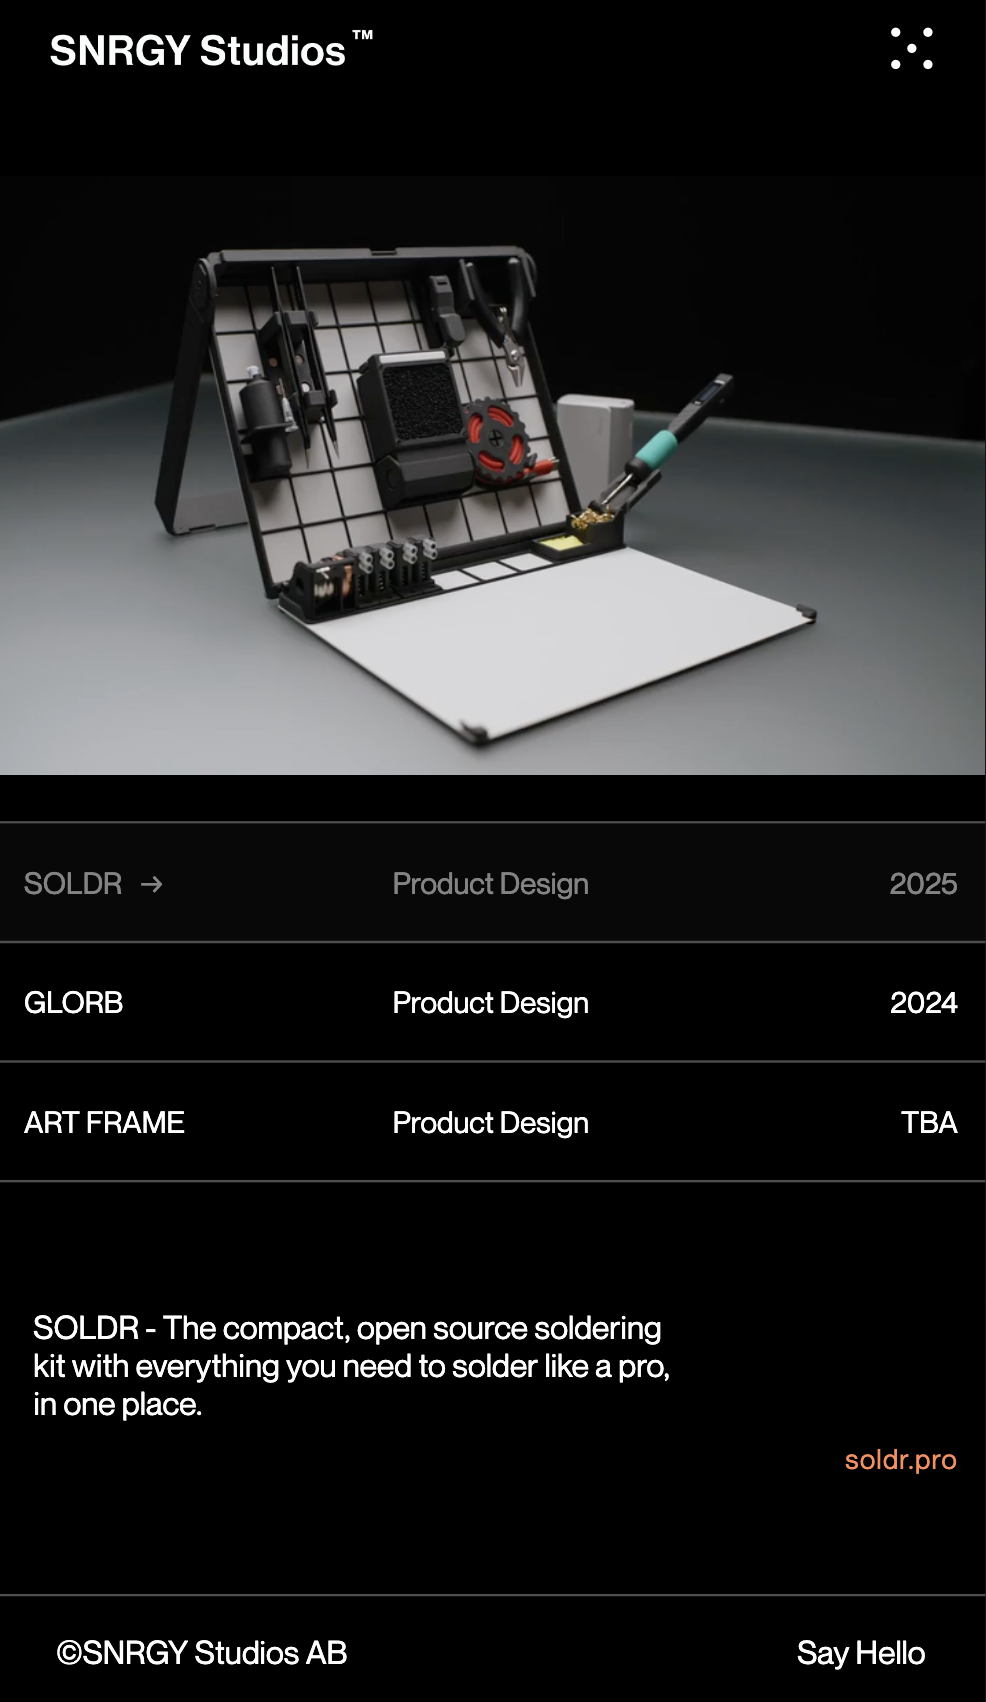 SNRGY Studios™
SOLDR → Product Design 2025
GLORB Product Design 2024
ART FRAME Product Design TBA
SOLDR - The compact, open source soldering
kit with everything you need to solder like a pro,
in one place.
soldr.pro
©SNRGY Studios AB Say Hello